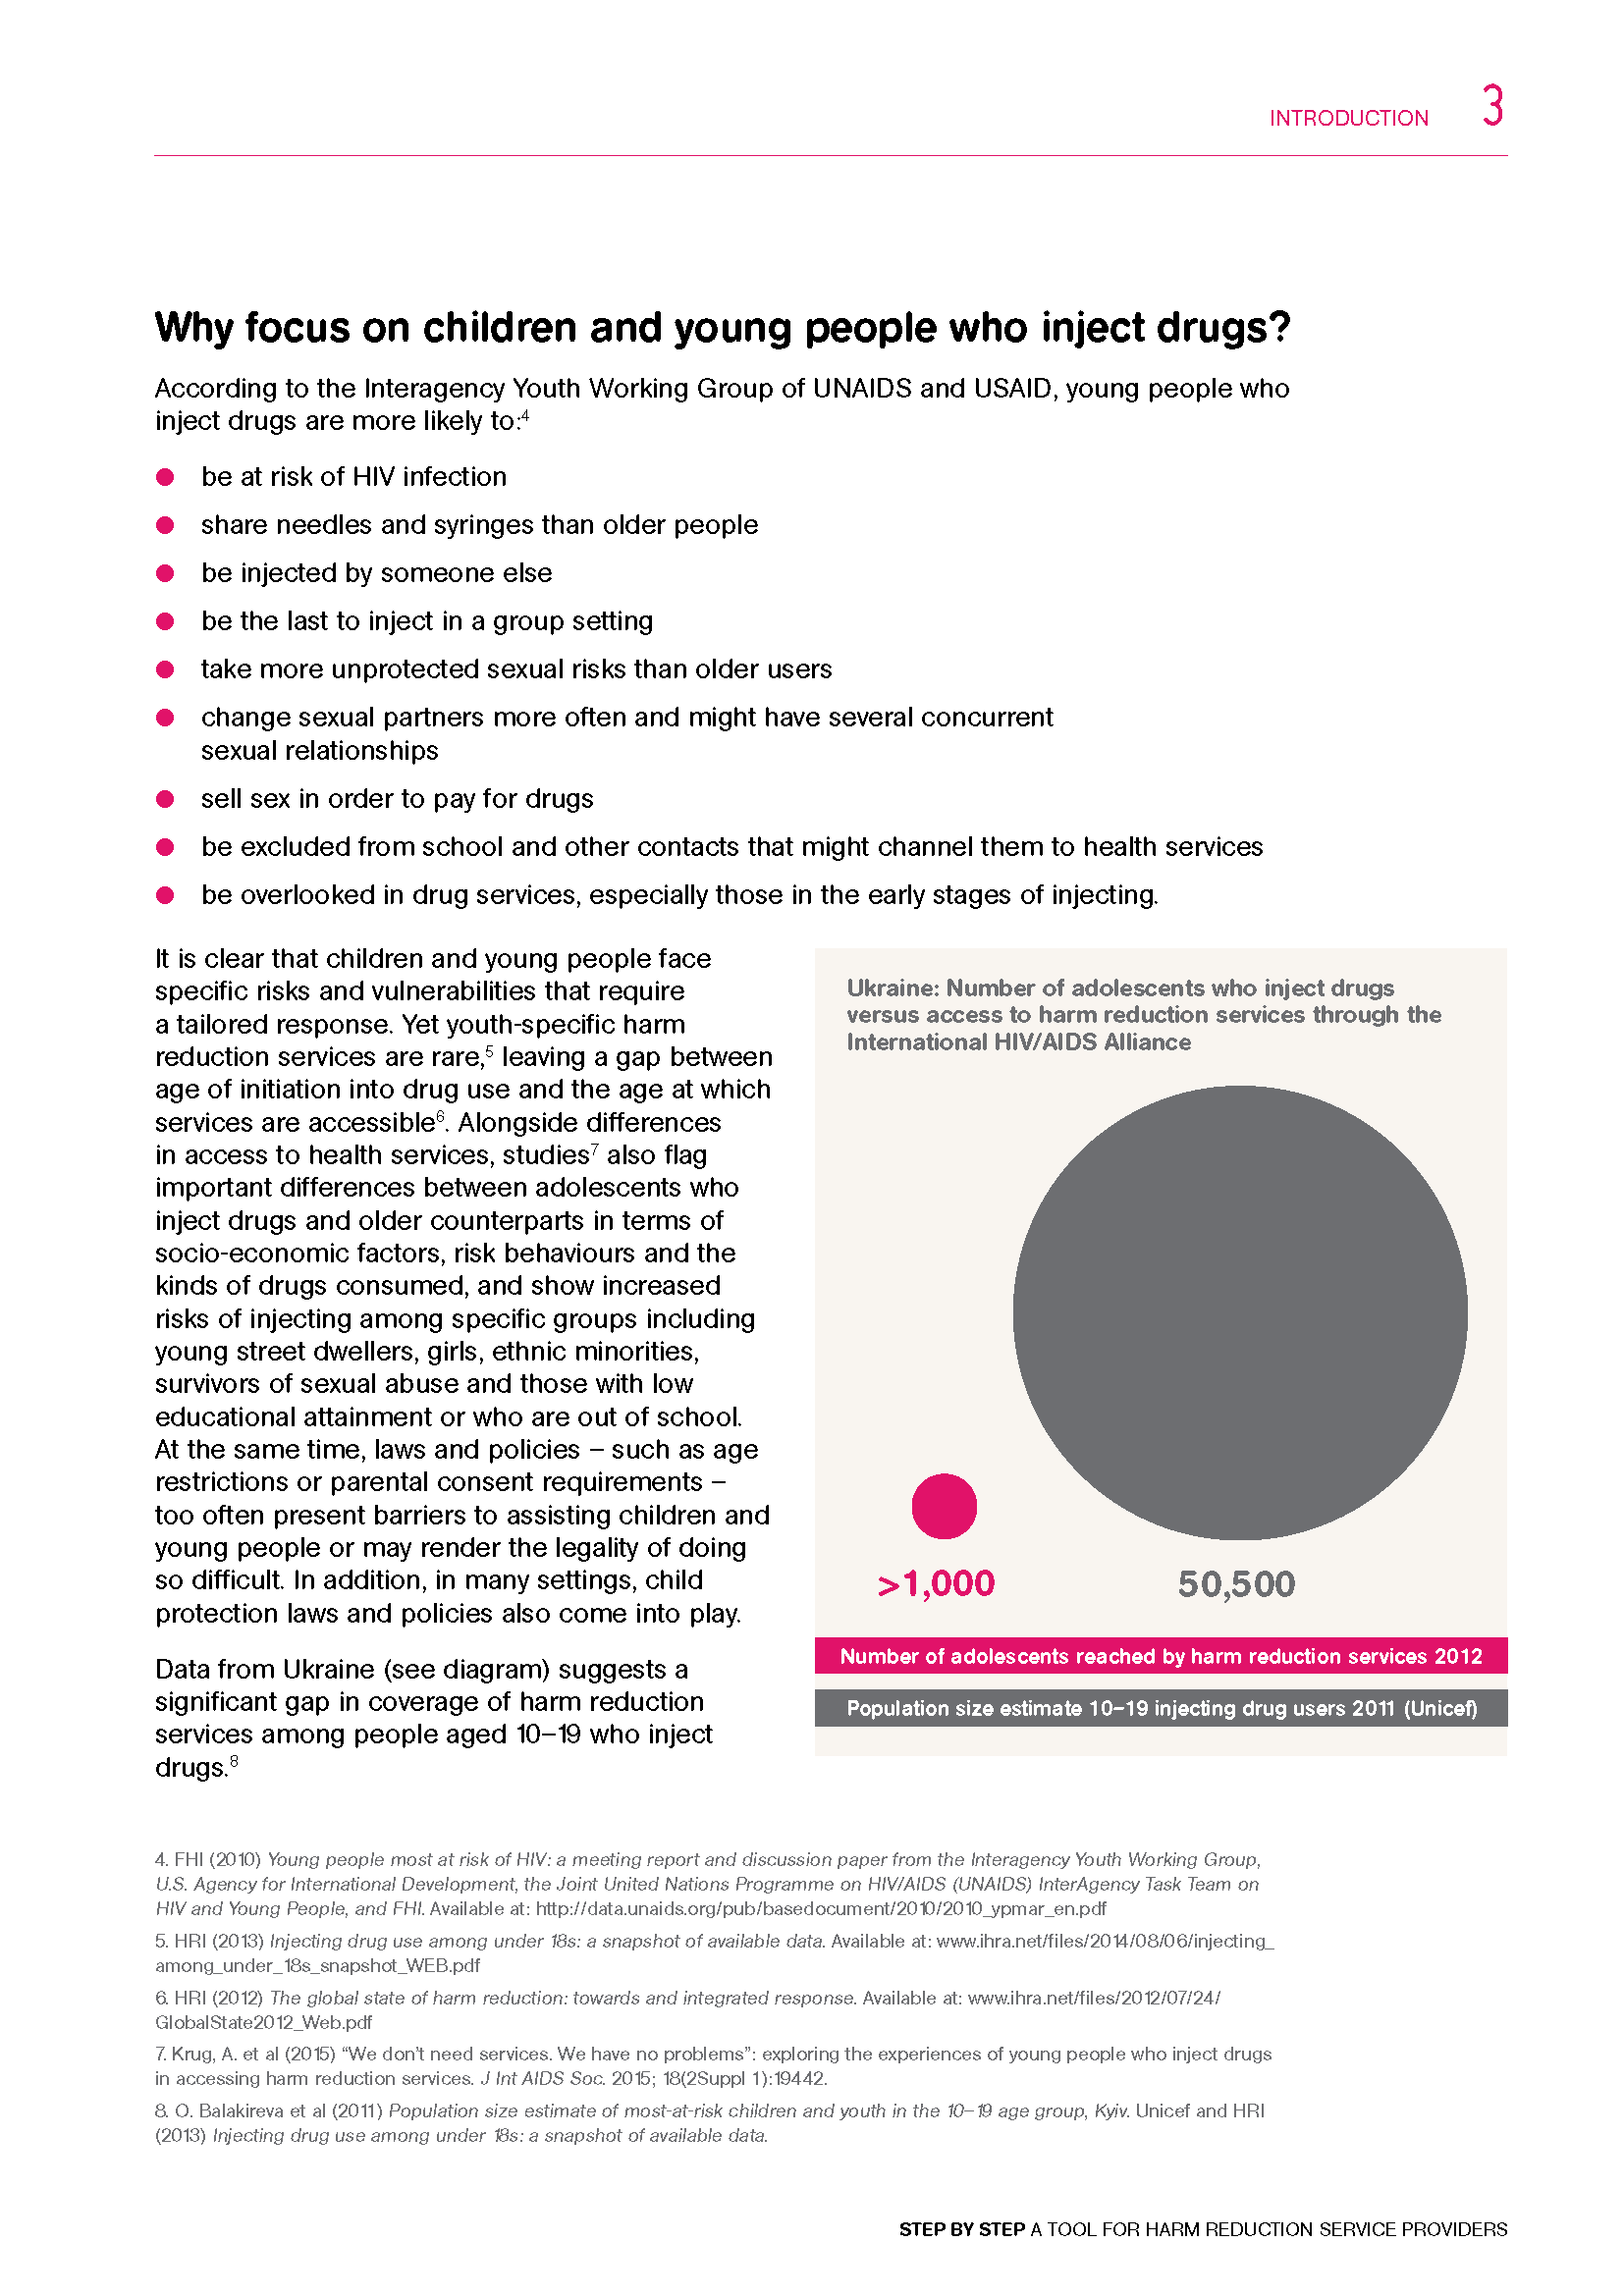 INTRODUCTION 3
Why focus on children and young people who inject drugs?
According to the Interagency Youth Working Group of UNAIDS and USAID, young people who
inject drugs are more likely to:4
● be at risk of HIV infection
● share needles and syringes than older people
● be injected by someone else
● be the last to inject in a group setting
● take more unprotected sexual risks than older users
● change sexual partners more often and might have several concurrent
sexual relationships
● sell sex in order to pay for drugs
● be excluded from school and other contacts that might channel them to health services
● be overlooked in drug services, especially those in the early stages of injecting.
It is clear that children and young people face
specific risks and vulnerabilities that require
a tailored response. Yet youth-specific harm
reduction services are rare,5 leaving a gap between
age of initiation into drug use and the age at which
services are accessible6. Alongside differences
in access to health services, studies7 also flag
important differences between adolescents who
inject drugs and older counterparts in terms of
socio-economic factors, risk behaviours and the
kinds of drugs consumed, and show increased
risks of injecting among specific groups including
young street dwellers, girls, ethnic minorities,
survivors of sexual abuse and those with low
educational attainment or who are out of school.
At the same time, laws and policies – such as age
restrictions or parental consent requirements –
too often present barriers to assisting children and
young people or may render the legality of doing
so difficult. In addition, in many settings, child
protection laws and policies also come into play.
Data from Ukraine (see diagram) suggests a
significant gap in coverage of harm reduction
services among people aged 10–19 who inject
drugs.8
Ukraine: Number of adolescents who inject drugs
versus access to harm reduction services through the
International HIV/AIDS Alliance
>1,000 50,500
Number of adolescents reached by harm reduction services 2012
Population size estimate 10–19 injecting drug users 2011 (Unicef)
4. FHI (2010) Young people most at risk of HIV: a meeting report and discussion paper from the Interagency Youth Working Group,
U.S. Agency for International Development, the Joint United Nations Programme on HIV/AIDS (UNAIDS) InterAgency Task Team on
HIV and Young People, and FHI. Available at: http://data.unaids.org/pub/basedocument/2010/2010_ypmar_en.pdf
5. HRI (2013) Injecting drug use among under 18s: a snapshot of available data. Available at: www.ihra.net/files/2014/08/06/injecting_
among_under_18s_snapshot_WEB.pdf
6. HRI (2012) The global state of harm reduction: towards and integrated response. Available at: www.ihra.net/files/2012/07/24/
GlobalState2012_Web.pdf
7. Krug, A. et al (2015) “We don’t need services. We have no problems”: exploring the experiences of young people who inject drugs
in accessing harm reduction services. J Int AIDS Soc. 2015; 18(2Suppl 1):19442.
8. O. Balakireva et al (2011) Population size estimate of most-at-risk children and youth in the 10–19 age group, Kyiv. Unicef and HRI
(2013) Injecting drug use among under 18s: a snapshot of available data.
STEP BY STEP A TOOL FOR HARM REDUCTION SERVICE PROVIDERS